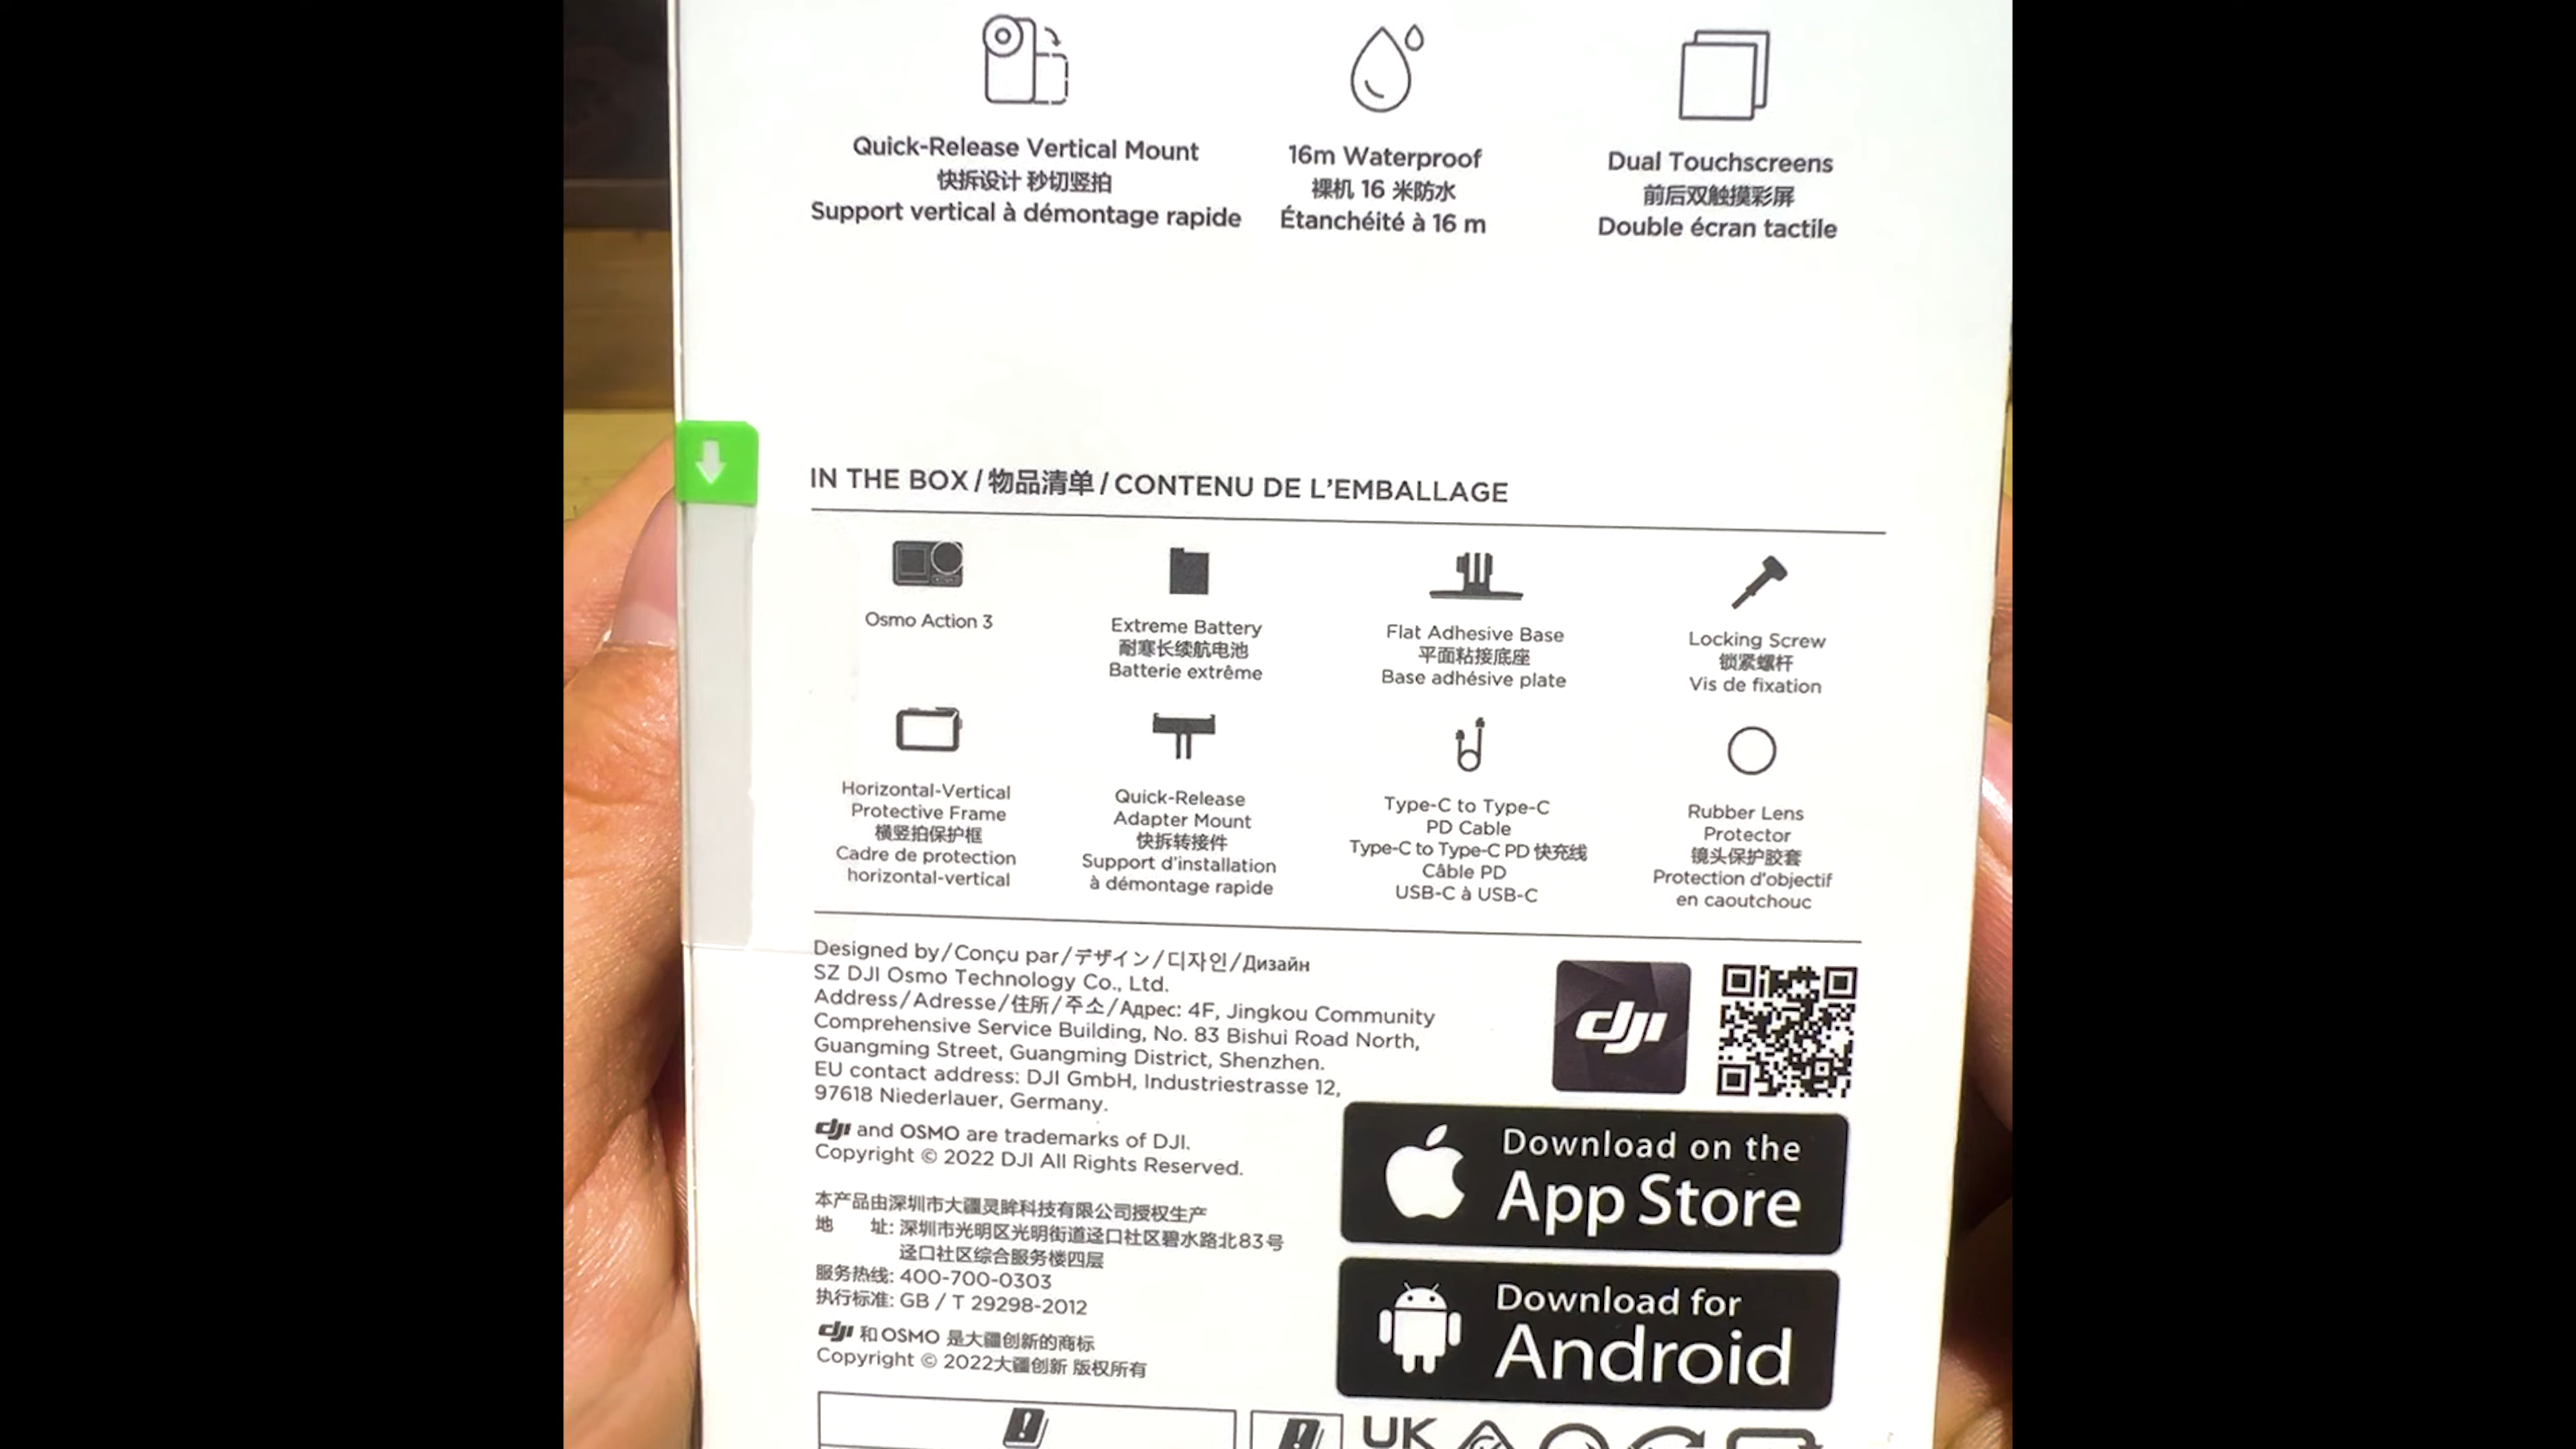 Quick-Release Vertical Mount
快拆设计 秒切竖拍
Support vertical à démontage rapide
16m Waterproof
裸机 16 米防水
Étanchéité à 16 m
Dual Touchscreens
前后双触摸彩屏
Double écran tactile
IN THE BOX / 物品清单 / CONTENU DE L'EMBALLAGE
Osmo Action 3
Extreme Battery
耐寒长续航电池
Batterie extrême
Flat Adhesive Base
平面粘接底座
Base adhésive plate
Locking Screw
锁紧螺杆
Vis de fixation
Horizontal-Vertical
Protective Frame
横竖拍保护框
Cadre de protection
horizontal-vertical
Quick-Release
Adapter Mount
快拆转接件
Support d'installation
à démontage rapide
Type-C to Type-C
PD Cable
Type-C to Type-C PD 快充线
Câble PD
USB-C à USB-C
Rubber Lens
Protector
镜头保护胶套
Protection d'objectif
en caoutchouc
Designed by / Conçu par / デザイン / 디자인 / Дизайн
SZ DJI Osmo Technology Co., Ltd.
Address / Adresse / 住所 / 주소 / Адрес: 4F, Jingkou Community
Comprehensive Service Building, No. 83 Bishui Road North,
Guangming Street, Guangming District, Shenzhen.
EU contact address: DJI GmbH, Industriestrasse 12,
97618 Niederlauer, Germany.
dji and OSMO are trademarks of DJI.
Copyright © 2022 DJI All Rights Reserved.
本产品由深圳市大疆灵眸科技有限公司授权生产
地 址: 深圳市光明区光明街道迳口社区碧水路北83号
迳口社区综合服务楼四层
服务热线: 400-700-0303
执行标准: GB / T 29298-2012
dji 和 OSMO 是大疆创新的商标
Copyright © 2022大疆创新 版权所有
dji
Download on the
App Store
Download for
Android
UK